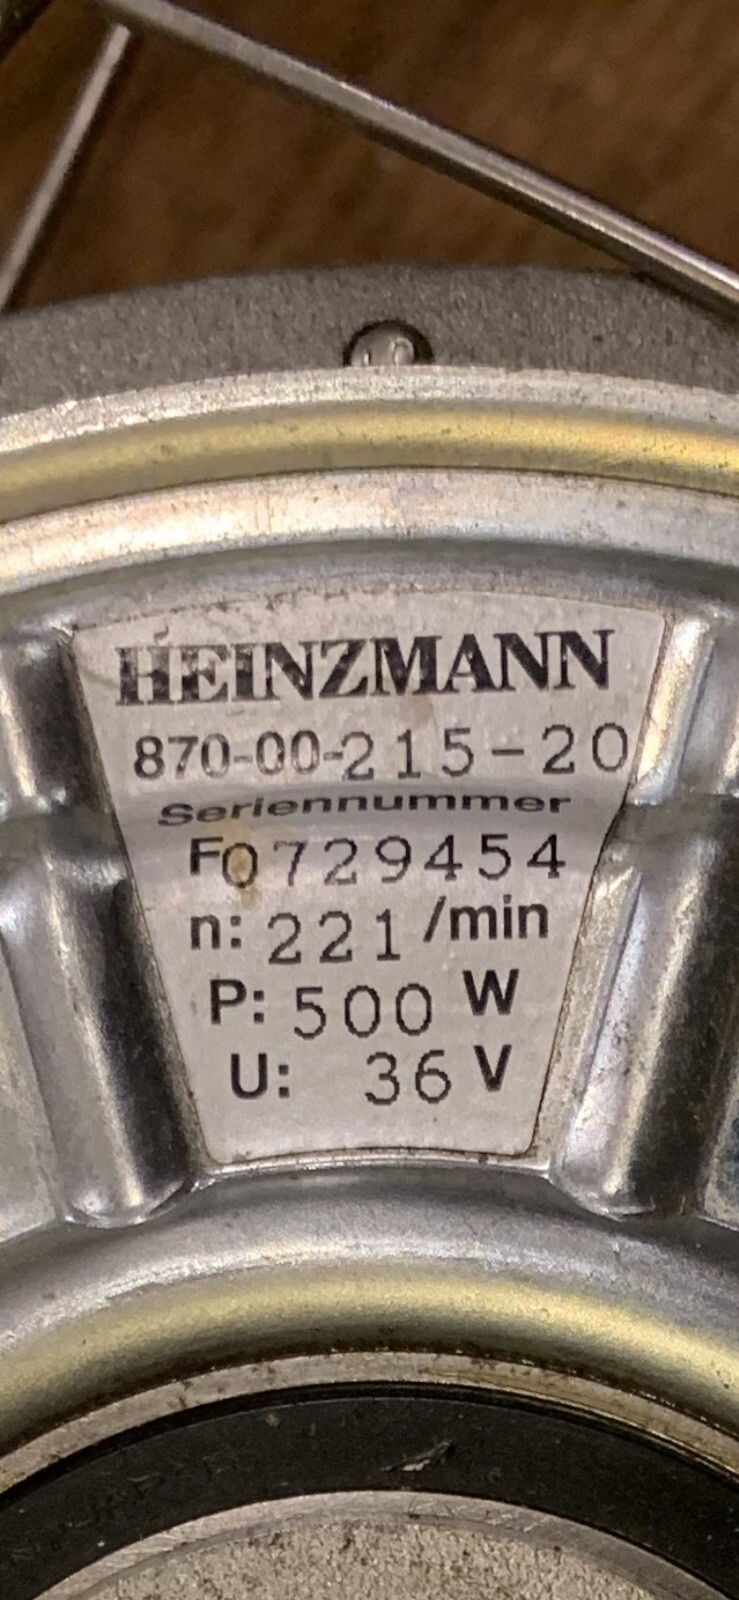 HEINZMANN
870-00-215-20
Seriennummer
F0729454
n: 221 /min
P: 500 W
U: 36 V